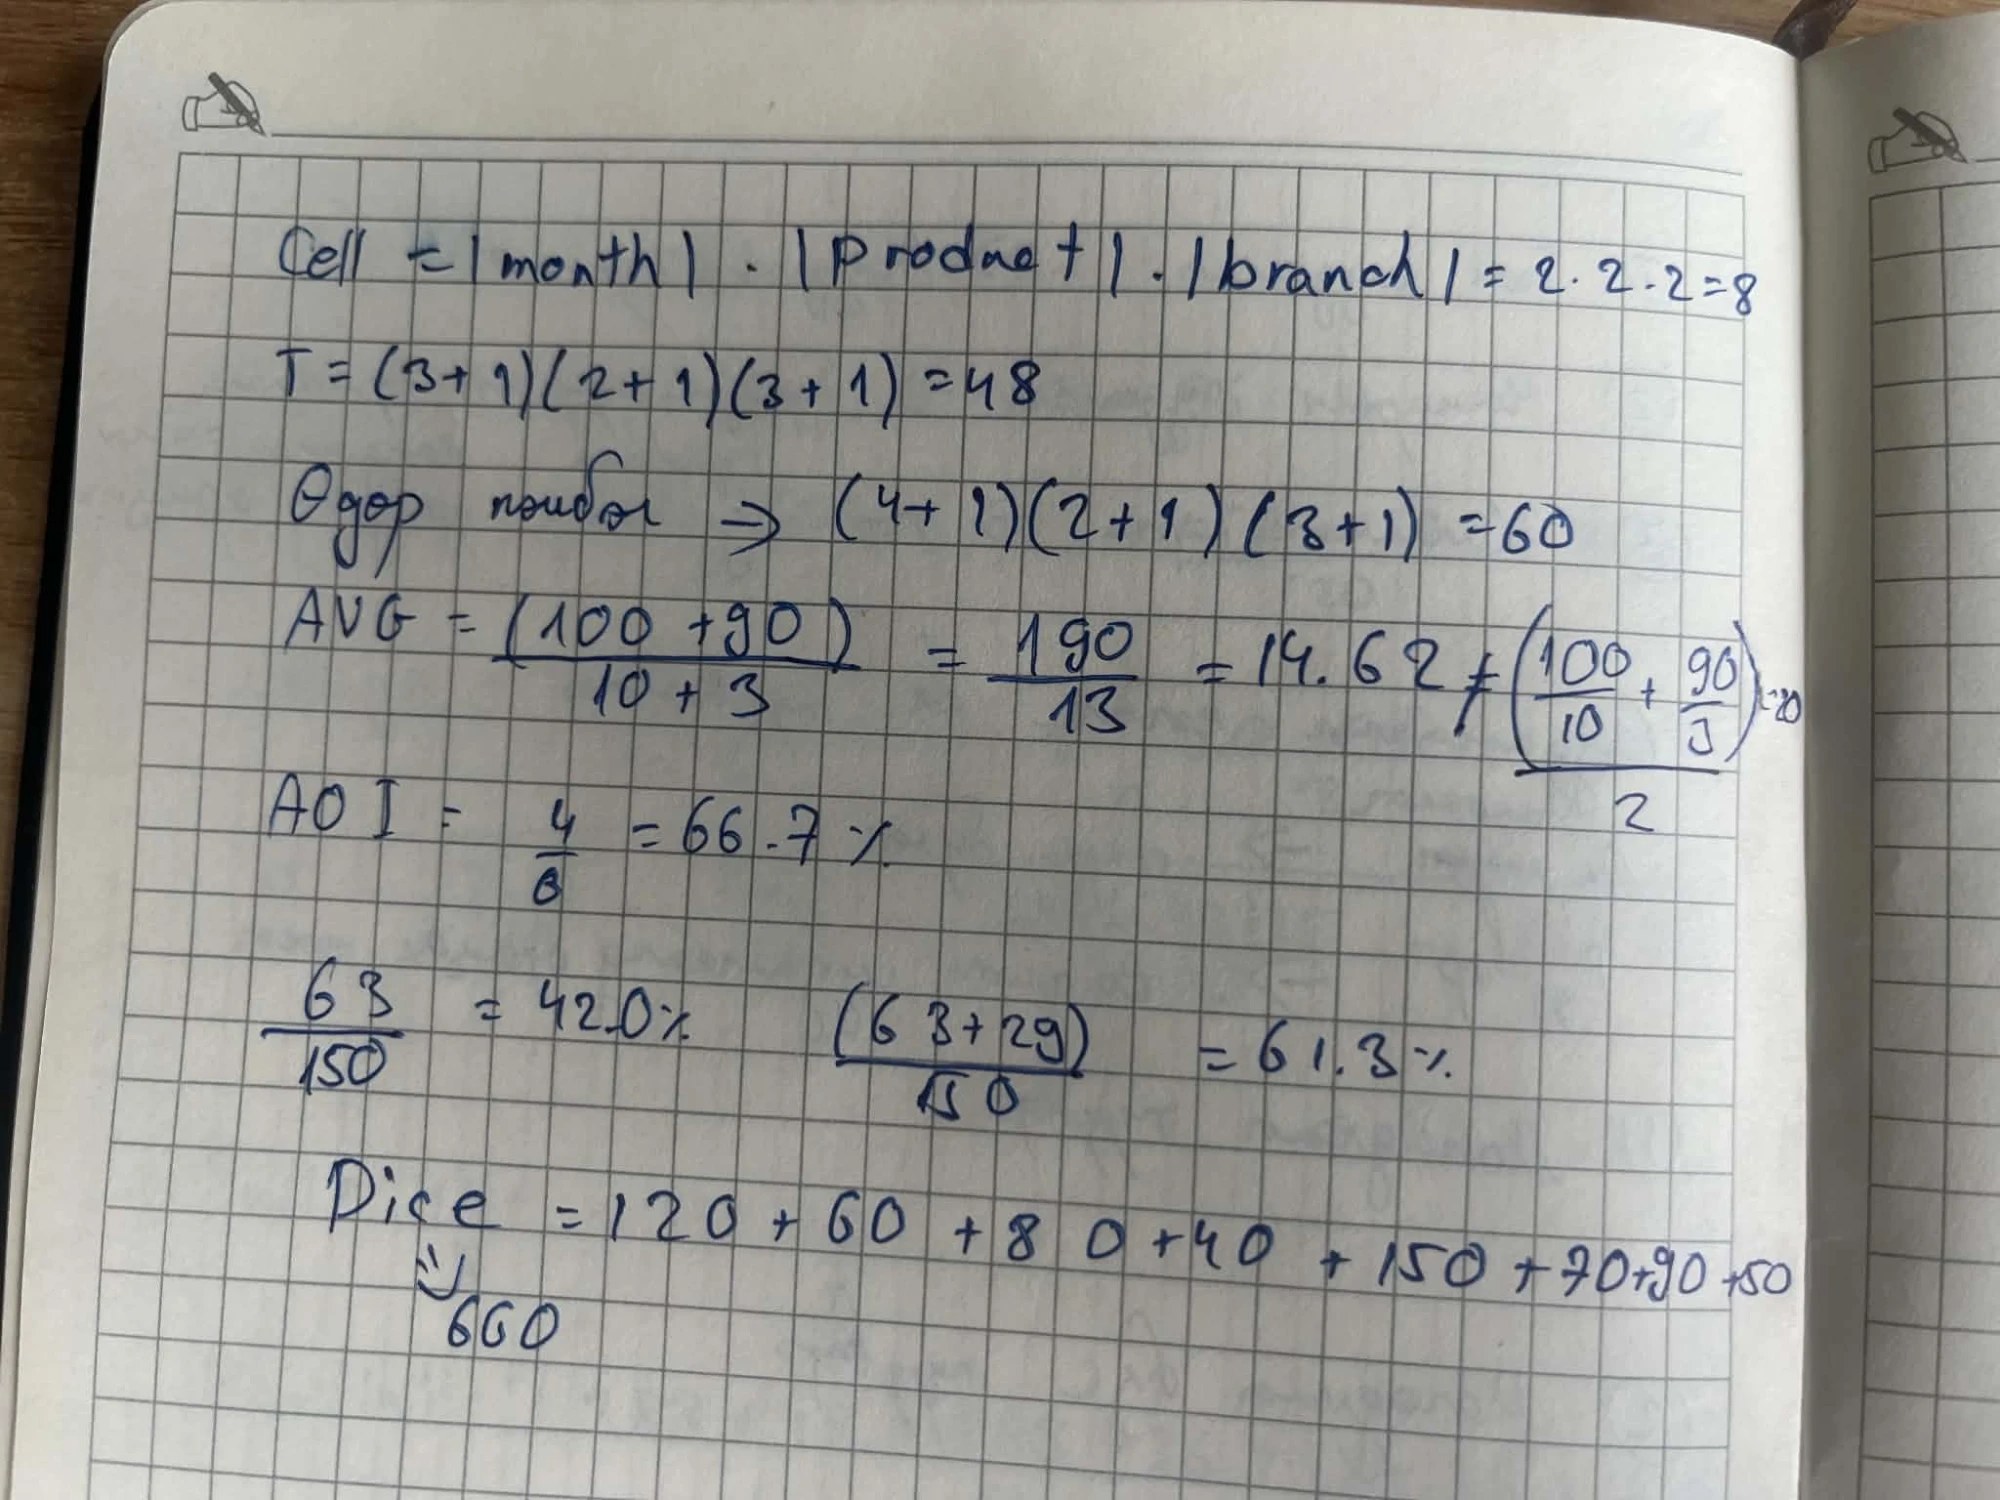 Cell = |month| · |Product| · |branch| = 2·2·2=8
T = (3+1)(2+1)(3+1) = 48
Өдөр нэмбэл ⇒ (4+1)(2+1)(3+1) = 60
AVG = (100+90)/(10+3) = 190/13 = 14.62 ≠ (100/10 + 90/3)/2 = 20
AOI = 4/6 = 66.7%
63/150 = 42.0% (63+29)/150 = 61.3%
Dice = 120 + 60 + 80 + 40 + 150 + 70 + 90 + 50
660